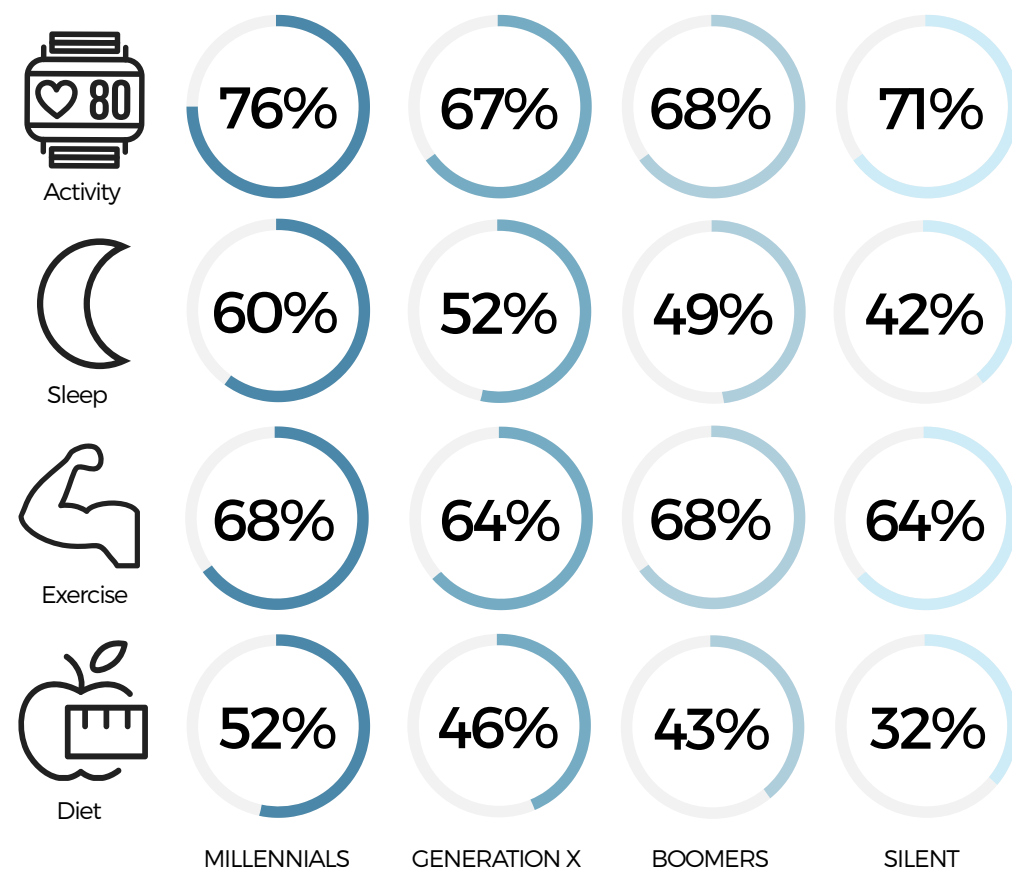 80
76%
67%
68%
71%
Activity
60%
52%
49%
42%
Sleep
68%
64%
68%
64%
Exercise
52%
46%
43%
32%
Diet
MILLENNIALS
GENERATION X
BOOMERS
SILENT